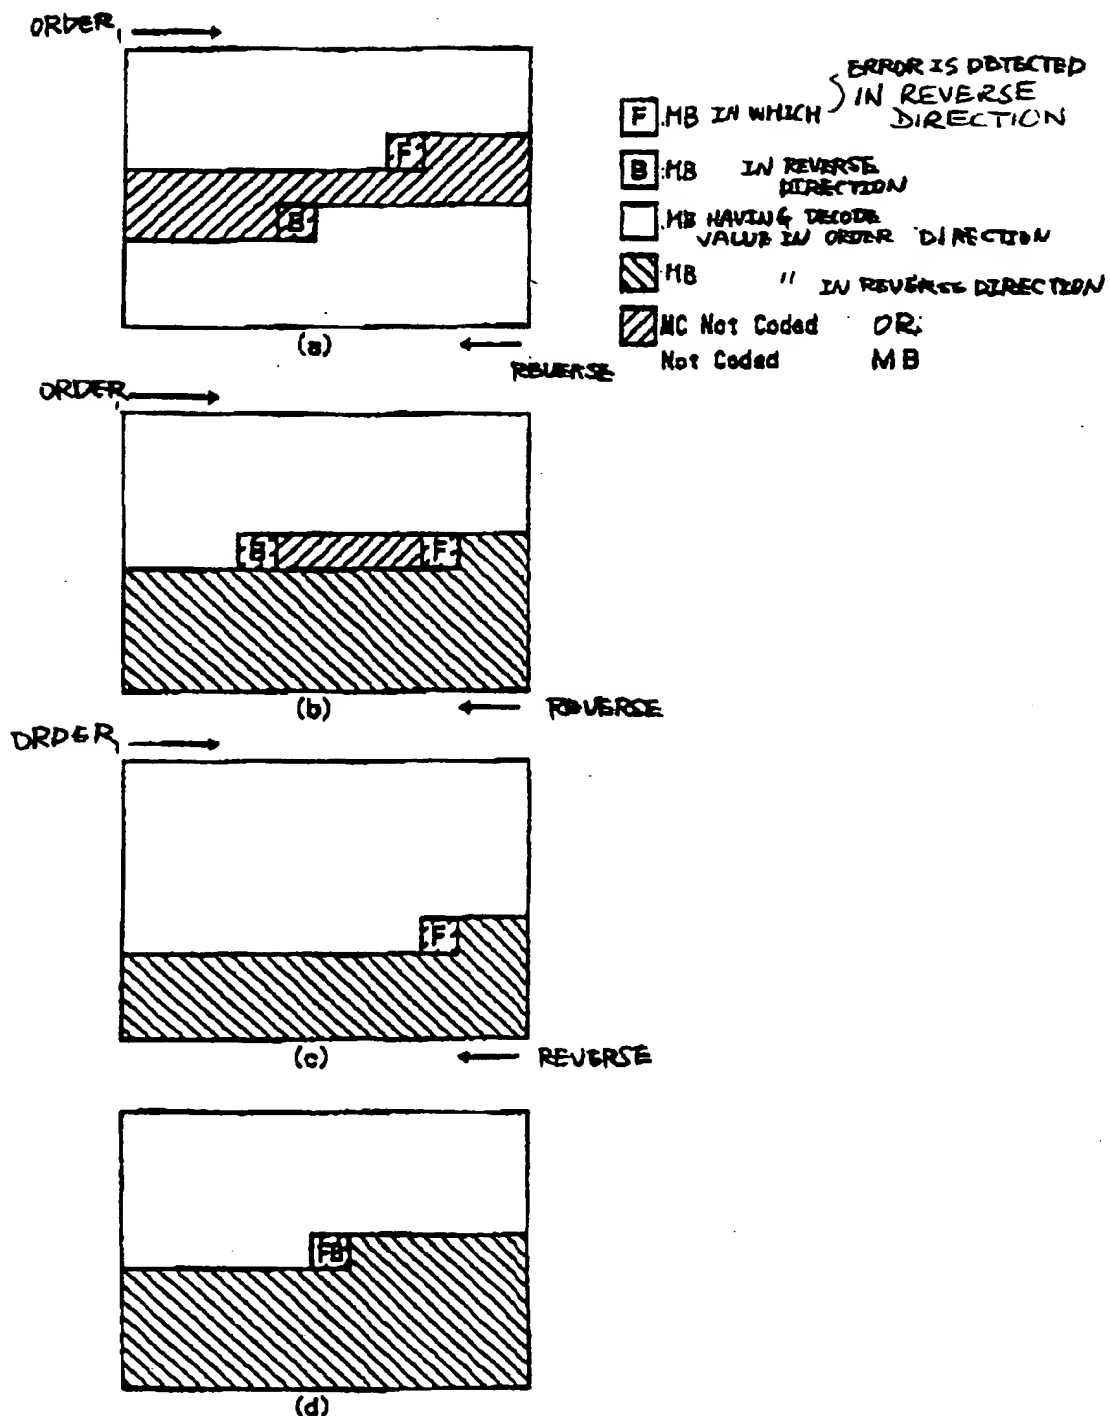 ORDER
F
B
(a)
REVERSE
F :MB IN WHICH } ERROR IS DETECTED
IN REVERSE
DIRECTION
B :MB IN REVERSE
DIRECTION
:MB HAVING DECODE
VALUE IN ORDER DIRECTION
:MB " IN REVERSE DIRECTION
MC Not Coded OR
Not Coded MB
ORDER
B F
(b)
REVERSE
ORDER
F
(c)
REVERSE
FB
(d)